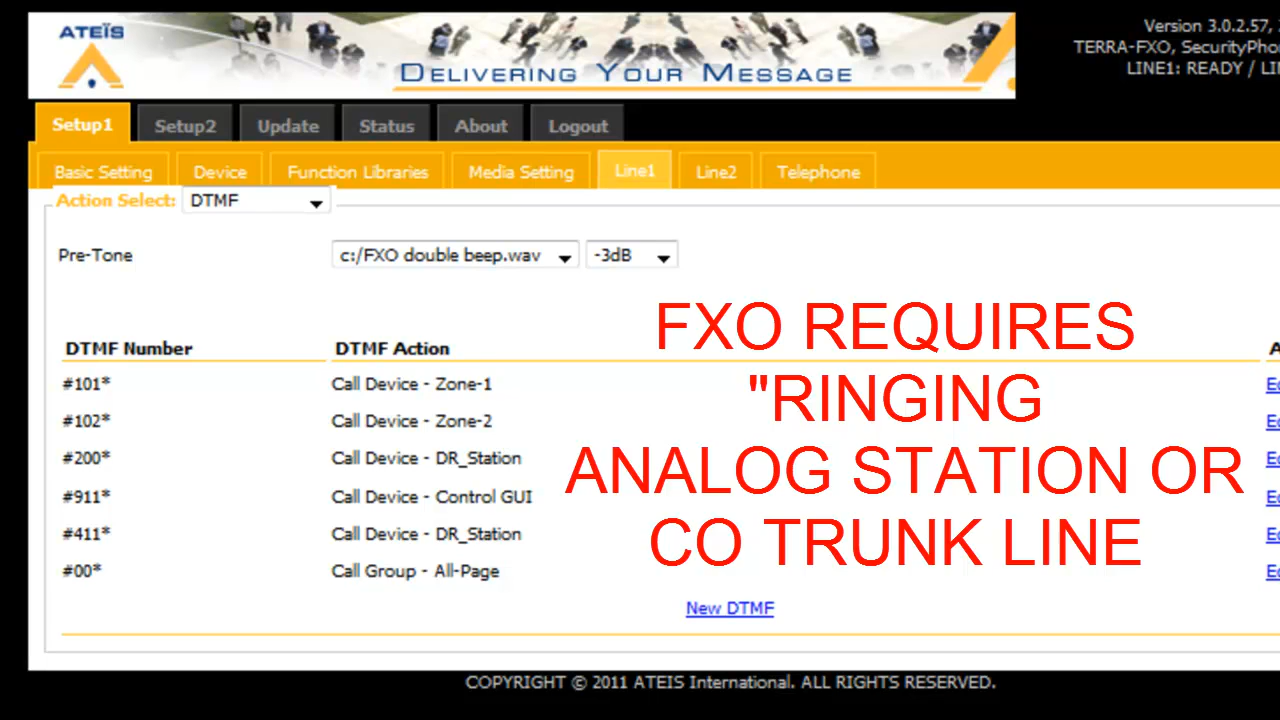 ATEÏS
DELIVERING YOUR MESSAGE
Version 3.0.2.57,
TERRA-FXO,
LINE1: READY /
Setup1 Setup2 Update Status About Logout
Basic Setting Device Function Libraries Media Setting Line1 Line2 Telephone
Action Select: DTMF
Pre-Tone c:/FXO double beep.wav -3dB
FXO REQUIRES
"RINGING
ANALOG STATION OR
CO TRUNK LINE
DTMF Number DTMF Action
#101* Call Device - Zone-1
#102* Call Device - Zone-2
#200* Call Device - DR_Station
#911* Call Device - Control GUI
#411* Call Device - DR_Station
#00* Call Group - All-Page
New DTMF
COPYRIGHT © 2011 ATEIS International. ALL RIGHTS RESERVED.